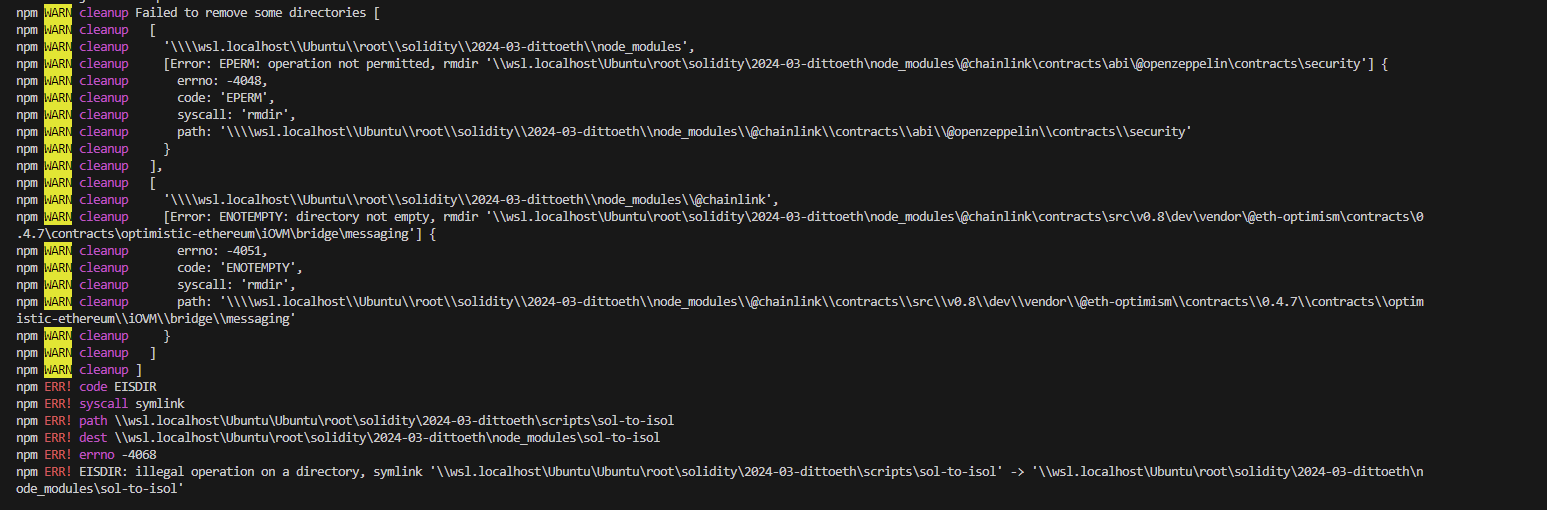 npm WARN cleanup Failed to remove some directories [
npm WARN cleanup   [
npm WARN cleanup     '\\\\wsl.localhost\\Ubuntu\\root\\solidity\\2024-03-dittoeth\\node_modules',
npm WARN cleanup     [Error: EPERM: operation not permitted, rmdir '\\wsl.localhost\Ubuntu\root\solidity\2024-03-dittoeth\node_modules\@chainlink\contracts\abi\@openzeppelin\contracts\security'] {
npm WARN cleanup       errno: -4048,
npm WARN cleanup       code: 'EPERM',
npm WARN cleanup       syscall: 'rmdir',
npm WARN cleanup       path: '\\\\wsl.localhost\\Ubuntu\\root\\solidity\\2024-03-dittoeth\\node_modules\\@chainlink\\contracts\\abi\\@openzeppelin\\contracts\\security'
npm WARN cleanup     }
npm WARN cleanup   ],
npm WARN cleanup   [
npm WARN cleanup     '\\\\wsl.localhost\\Ubuntu\\root\\solidity\\2024-03-dittoeth\\node_modules\\@chainlink',
npm WARN cleanup     [Error: ENOTEMPTY: directory not empty, rmdir '\\wsl.localhost\Ubuntu\root\solidity\2024-03-dittoeth\node_modules\@chainlink\contracts\src\v0.8\dev\vendor\@eth-optimism\contracts\0
.4.7\contracts\optimistic-ethereum\iOVM\bridge\messaging'] {
npm WARN cleanup       errno: -4051,
npm WARN cleanup       code: 'ENOTEMPTY',
npm WARN cleanup       syscall: 'rmdir',
npm WARN cleanup       path: '\\\\wsl.localhost\\Ubuntu\\root\\solidity\\2024-03-dittoeth\\node_modules\\@chainlink\\contracts\\src\\v0.8\\dev\\vendor\\@eth-optimism\\contracts\\0.4.7\\contracts\\optim
istic-ethereum\\iOVM\\bridge\\messaging'
npm WARN cleanup     }
npm WARN cleanup   ]
npm WARN cleanup ]
npm ERR! code EISDIR
npm ERR! syscall symlink
npm ERR! path \\wsl.localhost\Ubuntu\Ubuntu\root\solidity\2024-03-dittoeth\scripts\sol-to-isol
npm ERR! dest \\wsl.localhost\Ubuntu\root\solidity\2024-03-dittoeth\node_modules\sol-to-isol
npm ERR! errno -4068
npm ERR! EISDIR: illegal operation on a directory, symlink '\\wsl.localhost\Ubuntu\Ubuntu\root\solidity\2024-03-dittoeth\scripts\sol-to-isol' -> '\\wsl.localhost\Ubuntu\root\solidity\2024-03-dittoeth\n
ode_modules\sol-to-isol'